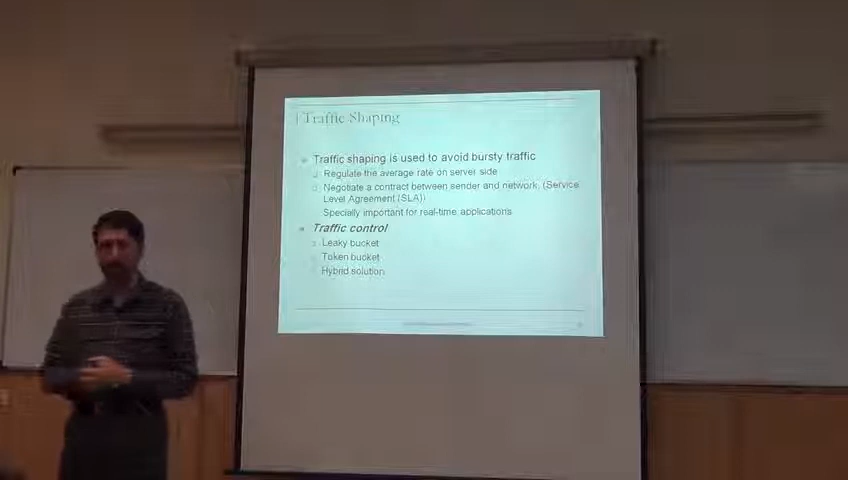 Traffic Shaping
Traffic shaping is used to avoid bursty traffic
Regulate the average rate on server side
Negotiate a contract between sender and network, (Service
Level Agreement (SLA))
Specially important for real-time applications
Traffic control
Leaky bucket
Token bucket
Hybrid solution